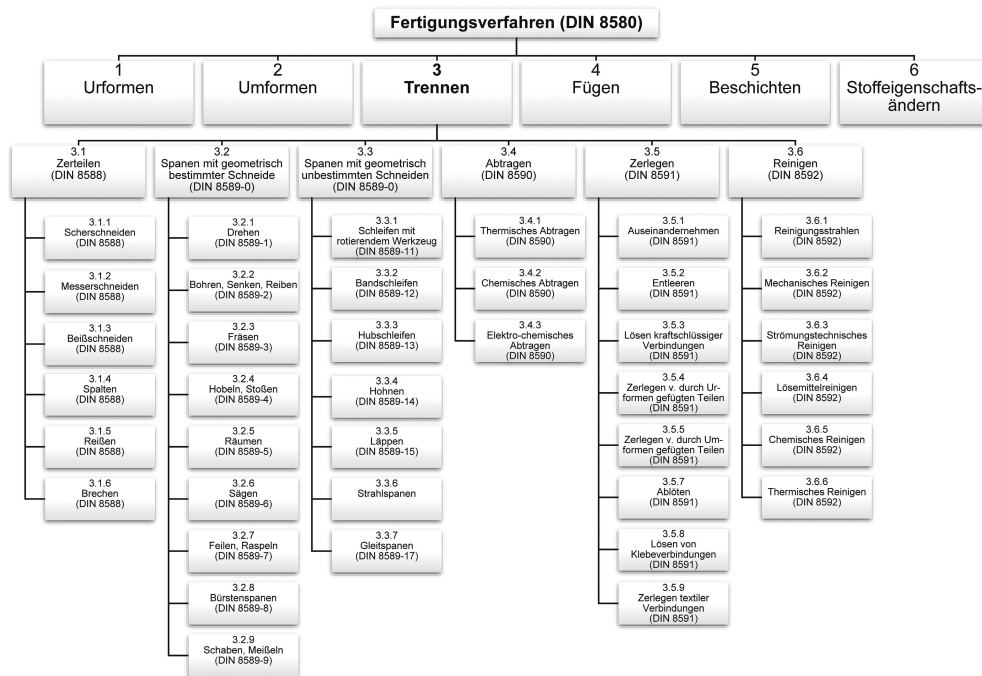 Fertigungsverfahren (DIN 8580)
1
Urformen
2
Umformen
3
Trennen
4
Fügen
5
Beschichten
6
Stoffeigenschafts-
ändern
3.1
Zerteilen
(DIN 8588)
3.2
Spanen mit geometrisch
bestimmter Schneide
(DIN 8589-0)
3.3
Spanen mit geometrisch
unbestimmten Schneiden
(DIN 8589-0)
3.4
Abtragen
(DIN 8590)
3.5
Zerlegen
(DIN 8591)
3.6
Reinigen
(DIN 8592)
3.1.1
Scherschneiden
(DIN 8588)
3.1.2
Messerschneiden
(DIN 8588)
3.1.3
Beißschneiden
(DIN 8588)
3.1.4
Spalten
(DIN 8588)
3.1.5
Reißen
(DIN 8588)
3.1.6
Brechen
(DIN 8588)
3.2.1
Drehen
(DIN 8589-1)
3.2.2
Bohren, Senken, Reiben
(DIN 8589-2)
3.2.3
Fräsen
(DIN 8589-3)
3.2.4
Hobeln, Stoßen
(DIN 8589-4)
3.2.5
Räumen
(DIN 8589-5)
3.2.6
Sägen
(DIN 8589-6)
3.2.7
Feilen, Raspeln
(DIN 8589-7)
3.2.8
Bürstenspanen
(DIN 8589-8)
3.2.9
Schaben, Meißeln
(DIN 8589-9)
3.3.1
Schleifen mit
rotierendem Werkzeug
(DIN 8589-11)
3.3.2
Bandschleifen
(DIN 8589-12)
3.3.3
Hubschleifen
(DIN 8589-13)
3.3.4
Hohnen
(DIN 8589-14)
3.3.5
Läppen
(DIN 8589-15)
3.3.6
Strahlspanen
3.3.7
Gleitspanen
(DIN 8589-17)
3.4.1
Thermisches Abtragen
(DIN 8590)
3.4.2
Chemisches Abtragen
(DIN 8590)
3.4.3
Elektro-chemisches
Abtragen
(DIN 8590)
3.5.1
Auseinandernehmen
(DIN 8591)
3.5.2
Entleeren
(DIN 8591)
3.5.3
Lösen kraftschlüssiger
Verbindungen
(DIN 8591)
3.5.4
Zerlegen v. durch Ur-
formen gefügten Teilen
(DIN 8591)
3.5.5
Zerlegen v. durch Um-
formen gefügten Teilen
(DIN 8591)
3.5.7
Ablöten
(DIN 8591)
3.5.8
Lösen von
Klebeverbindungen
(DIN 8591)
3.5.9
Zerlegen textiler
Verbindungen
(DIN 8591)
3.6.1
Reinigungsstrahlen
(DIN 8592)
3.6.2
Mechanisches Reinigen
(DIN 8592)
3.6.3
Strömungstechnisches
Reinigen
(DIN 8592)
3.6.4
Lösemittelreinigen
(DIN 8592)
3.6.5
Chemisches Reinigen
(DIN 8592)
3.6.6
Thermisches Reinigen
(DIN 8592)